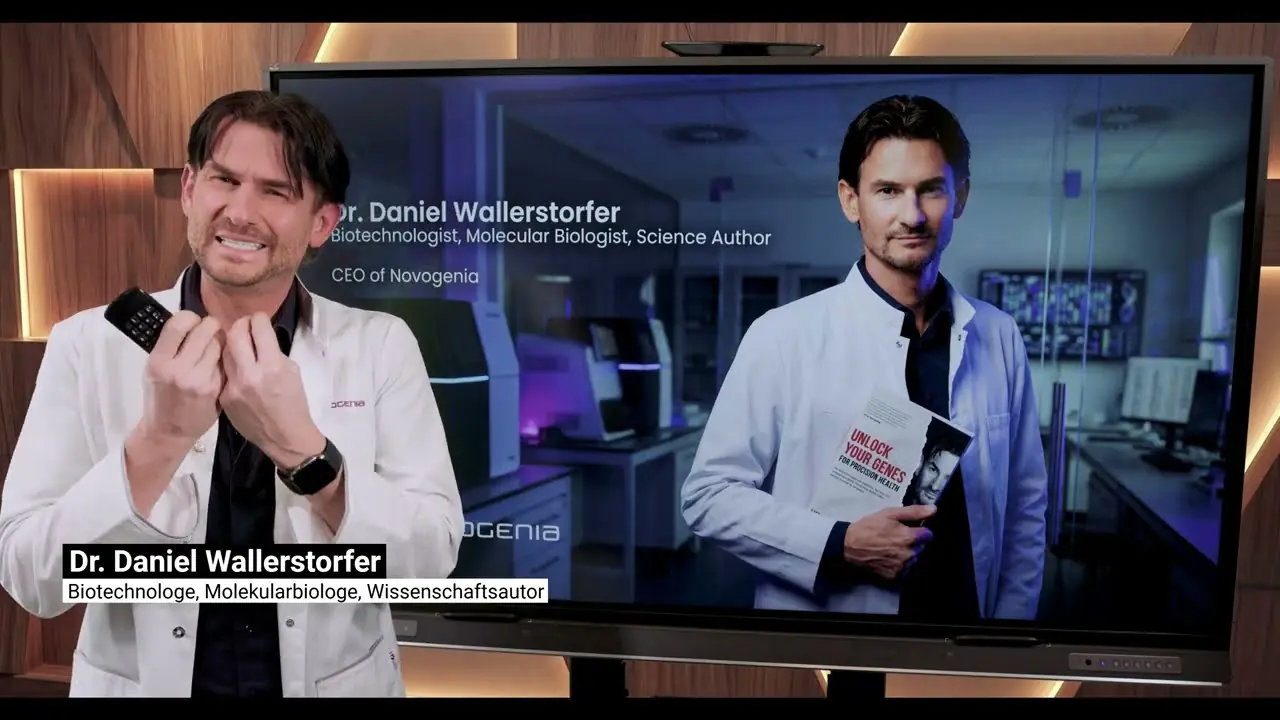 Dr. Daniel Wallerstorfer
Biotechnologist, Molecular Biologist, Science Author
CEO of Novogenia
UNLOCK
YOUR GENES
FOR PRECISION HEALTH
OGENIA
OGENIA
Dr. Daniel Wallerstorfer
Biotechnologe, Molekularbiologe, Wissenschaftsautor